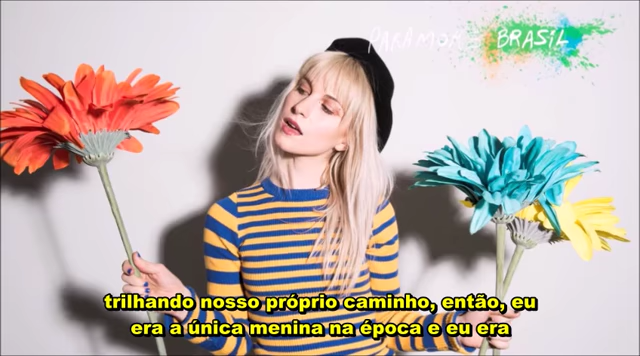 PARAMORE BRASIL
trilhando nosso próprio caminho, então, eu
era a única menina na época e eu era